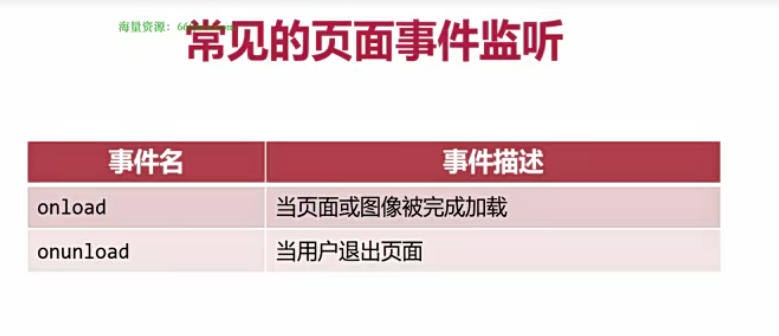 海量资源：
常见的页面事件监听
事件名 事件描述
onload 当页面或图像被完成加载
onunload 当用户退出页面